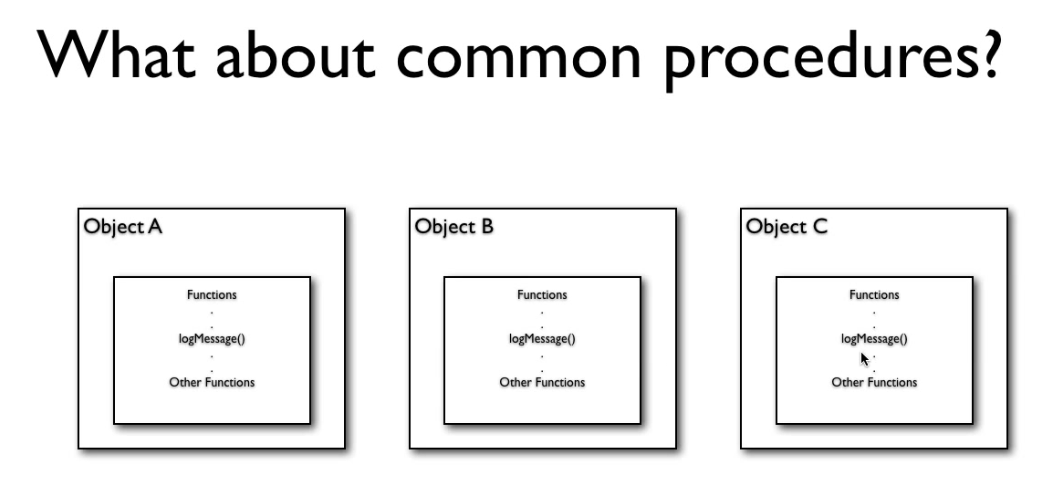 What about common procedures?
Object A
Functions
.
.
logMessage()
.
.
Other Functions
Object B
Functions
.
.
logMessage()
.
.
Other Functions
Object C
Functions
.
.
logMessage()
.
.
Other Functions